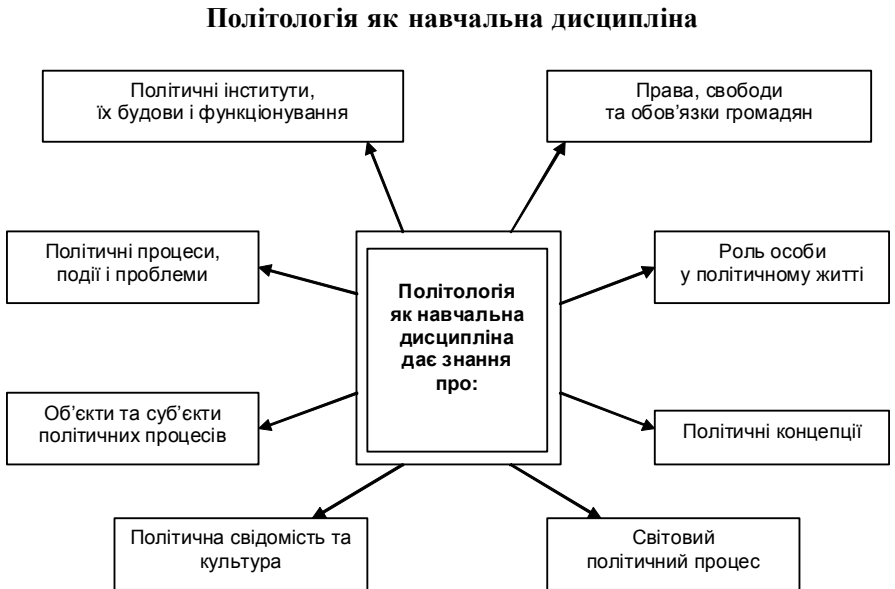 Політологія як навчальна дисципліна
Політичні інститути,
їх будови і функціонування
Права, свободи
та обов’язки громадян
Політичні процеси,
події і проблеми
Роль особи
у політичному житті
Політологія
як навчальна
дисципліна
дає знання
про:
Об’єкти та суб’єкти
політичних процесів
Політичні концепції
Політична свідомість та
культура
Світовий
політичний процес